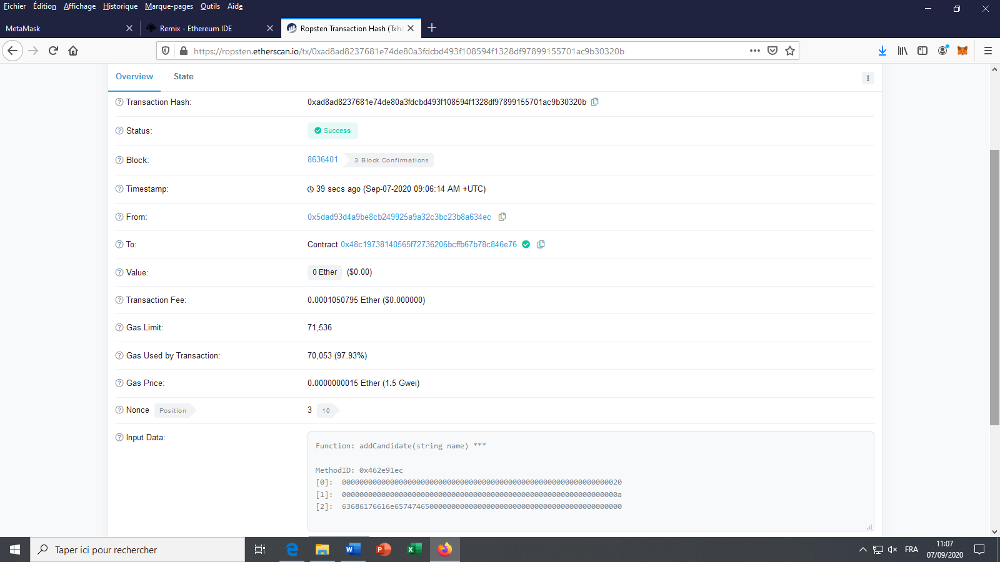 Fichier Édition Affichage Historique Marque-pages Outils Aide
MetaMask
Remix - Ethereum IDE
Ropsten Transaction Hash (Txha
https://ropsten.etherscan.io/tx/0xad8ad8237681e74de80a3fdcbd493f108594f1328df97899155701ac9b30320b
Overview State
Transaction Hash: 0xad8ad8237681e74de80a3fdcbd493f108594f1328df97899155701ac9b30320b
Status: Success
Block: 8636401 3 Block Confirmations
Timestamp: 39 secs ago (Sep-07-2020 09:06:14 AM +UTC)
From: 0x5dad93d4a9be8cb249925a9a32c3bc23b8a634ec
To: Contract 0x48c19738140565f72736206bcffb67b78c846e76
Value: 0 Ether ($0.00)
Transaction Fee: 0.0001050795 Ether ($0.000000)
Gas Limit: 71,536
Gas Used by Transaction: 70,053 (97.93%)
Gas Price: 0.0000000015 Ether (1.5 Gwei)
Nonce Position 3 10
Input Data:
Function: addCandidate(string name) ***
MethodID: 0x462e91ec
[0]: 0000000000000000000000000000000000000000000000000000000000000020
[1]: 000000000000000000000000000000000000000000000000000000000000000a
[2]: 63686176616e6574746500000000000000000000000000000000000000000000
Taper ici pour rechercher
FRA
11:07
07/09/2020